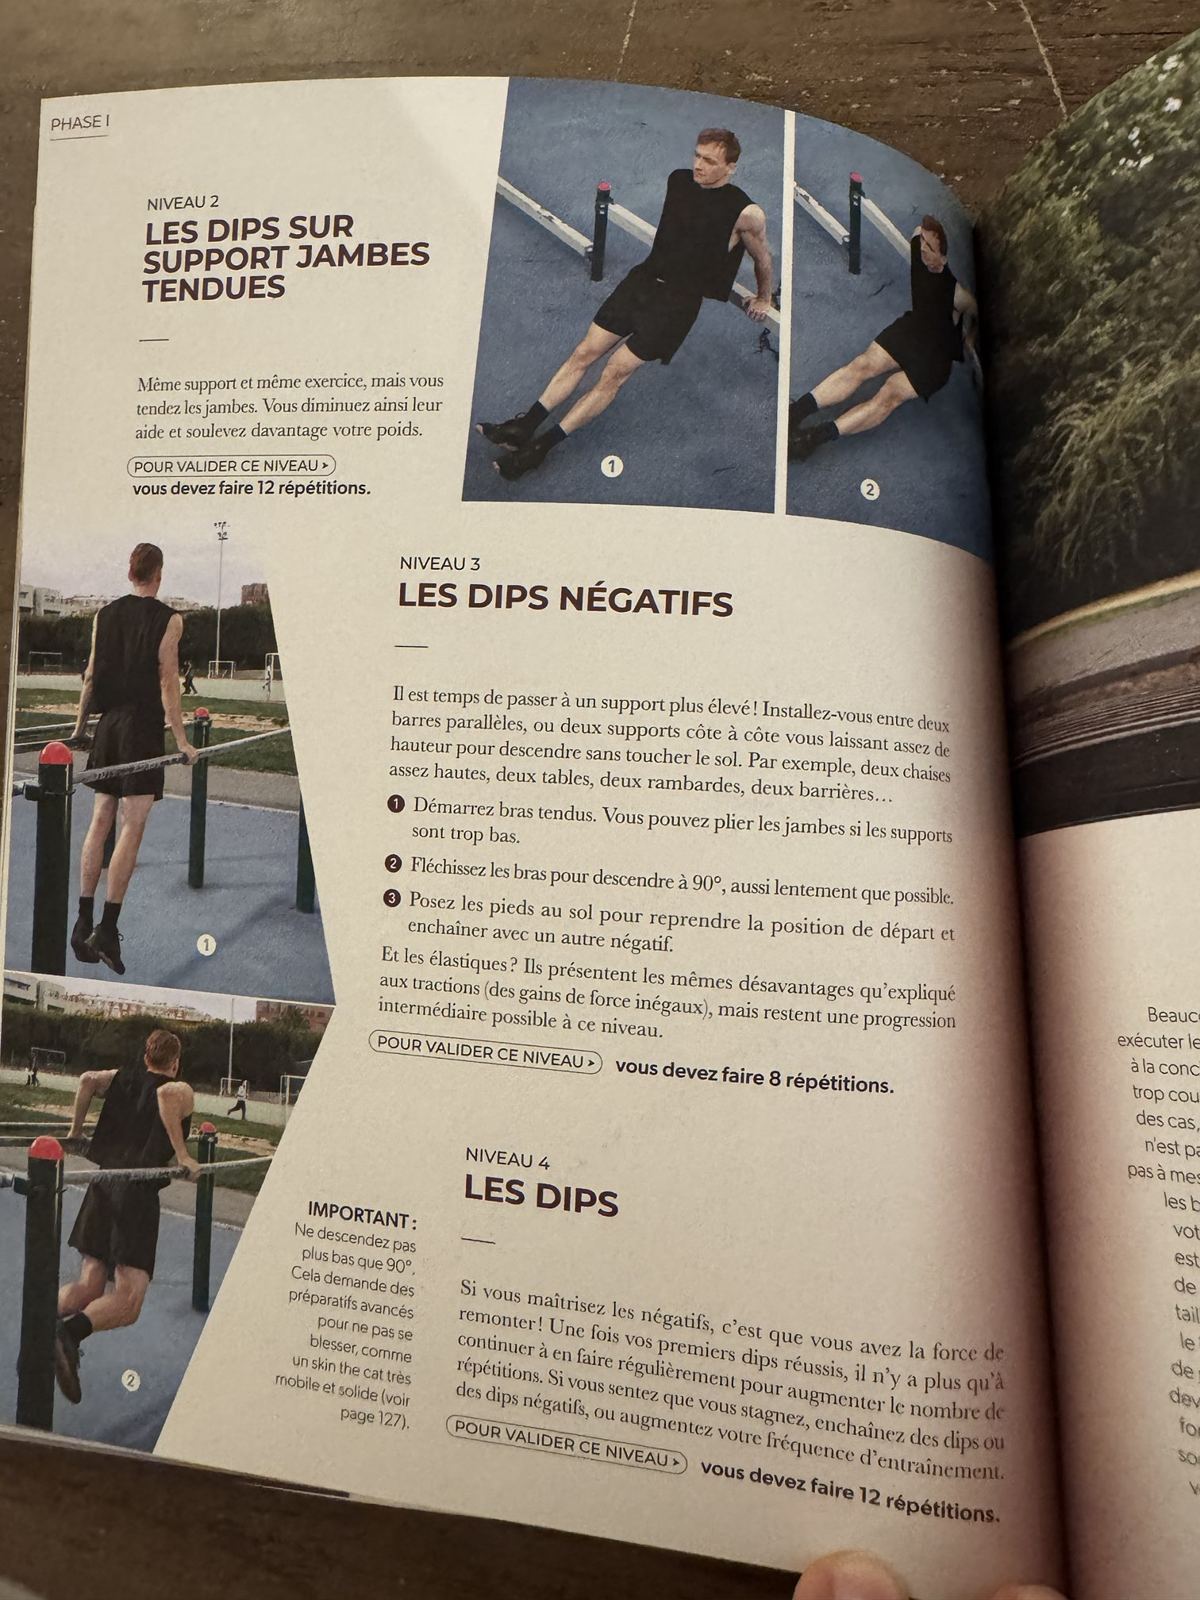 PHASE I
NIVEAU 2
LES DIPS SUR
SUPPORT JAMBES
TENDUES
Même support et même exercice, mais vous
tendez les jambes. Vous diminuez ainsi leur
aide et soulevez davantage votre poids.
POUR VALIDER CE NIVEAU >
vous devez faire 12 répétitions.
1
2
NIVEAU 3
LES DIPS NÉGATIFS
Il est temps de passer à un support plus élevé ! Installez-vous entre deux
barres parallèles, ou deux supports côte à côte vous laissant assez de
hauteur pour descendre sans toucher le sol. Par exemple, deux chaises
assez hautes, deux tables, deux rambardes, deux barrières…
1 Démarrez bras tendus. Vous pouvez plier les jambes si les supports
sont trop bas.
2 Fléchissez les bras pour descendre à 90°, aussi lentement que possible.
3 Posez les pieds au sol pour reprendre la position de départ et
enchaîner avec un autre négatif.
Et les élastiques ? Ils présentent les mêmes désavantages qu'expliqué
aux tractions (des gains de force inégaux), mais restent une progression
intermédiaire possible à ce niveau.
POUR VALIDER CE NIVEAU > vous devez faire 8 répétitions.
1
2
IMPORTANT :
Ne descendez pas
plus bas que 90°.
Cela demande des
préparatifs avancés
pour ne pas se
blesser, comme
un skin the cat très
mobile et solide (voir
page 127).
NIVEAU 4
LES DIPS
Si vous maîtrisez les négatifs, c'est que vous avez la force de
remonter ! Une fois vos premiers dips réussis, il n'y a plus qu'à
continuer à en faire régulièrement pour augmenter le nombre de
répétitions. Si vous sentez que vous stagnez, enchaînez des dips ou
des dips négatifs, ou augmentez votre fréquence d'entraînement.
POUR VALIDER CE NIVEAU > vous devez faire 12 répétitions.
exécuter le
à la conc
trop cou
des cas,
n'est pa
pas à mes
les b
est
de
le
de